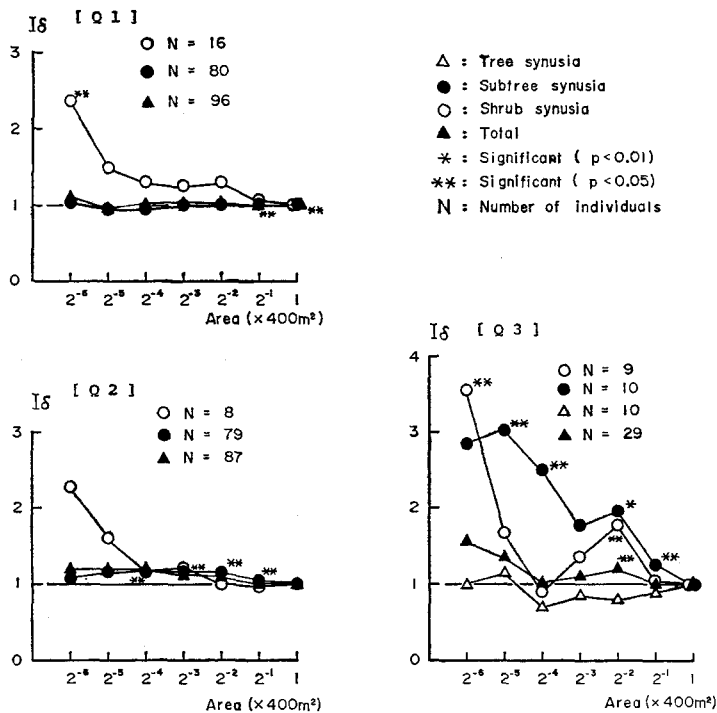 Iδ [ Q1 ]
3
2
1
0
○ N = 16
● N = 80
▲ N = 96
**
**
**
2⁻⁶ 2⁻⁵ 2⁻⁴ 2⁻³ 2⁻² 2⁻¹ 1
Area (×400m²)
△ : Tree synusia
● : Subtree synusia
○ : Shrub synusia
▲ : Total
* : Significant ( p<0.01)
** : Significant ( p<0.05)
N : Number of individuals
Iδ [ Q2 ]
3
2
1
0
○ N = 8
● N = 79
▲ N = 87
**
**
**
**
2⁻⁶ 2⁻⁵ 2⁻⁴ 2⁻³ 2⁻² 2⁻¹ 1
Area (×400m²)
Iδ [ Q3 ]
4
3
2
1
0
○ N = 9
● N = 10
△ N = 10
▲ N = 29
**
**
**
*
**
**
**
2⁻⁶ 2⁻⁵ 2⁻⁴ 2⁻³ 2⁻² 2⁻¹ 1
Area (×400m²)